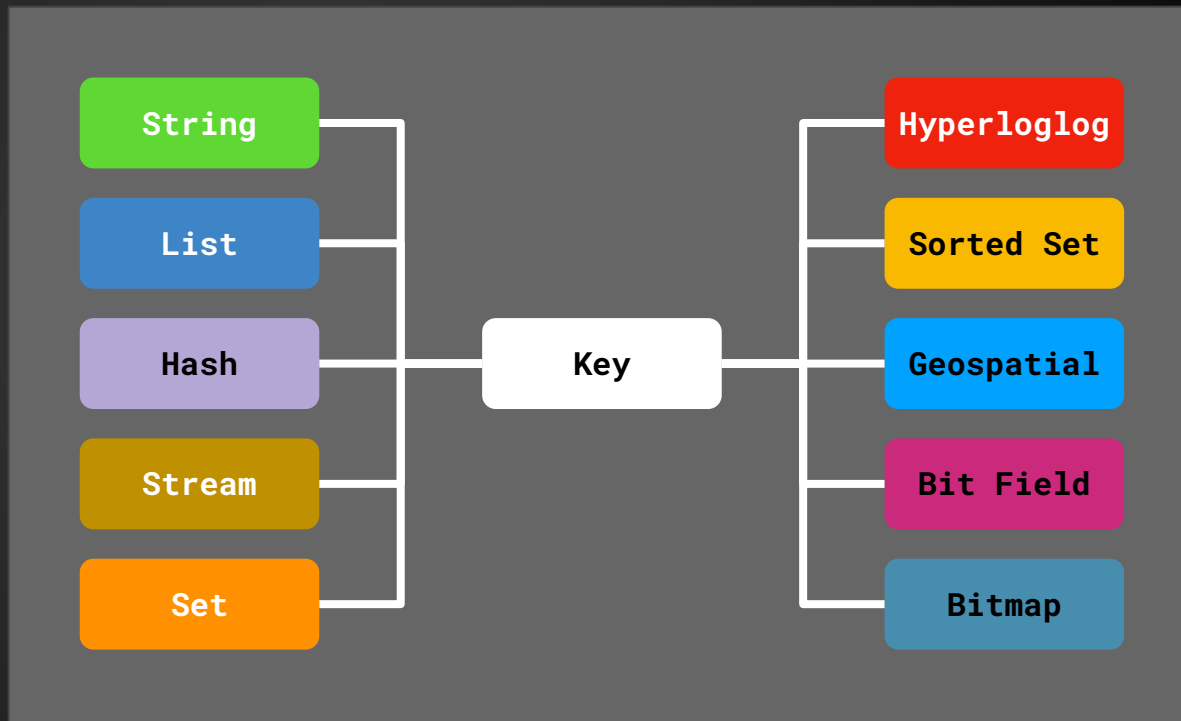 String
List
Hash
Stream
Set
Key
Hyperloglog
Sorted Set
Geospatial
Bit Field
Bitmap